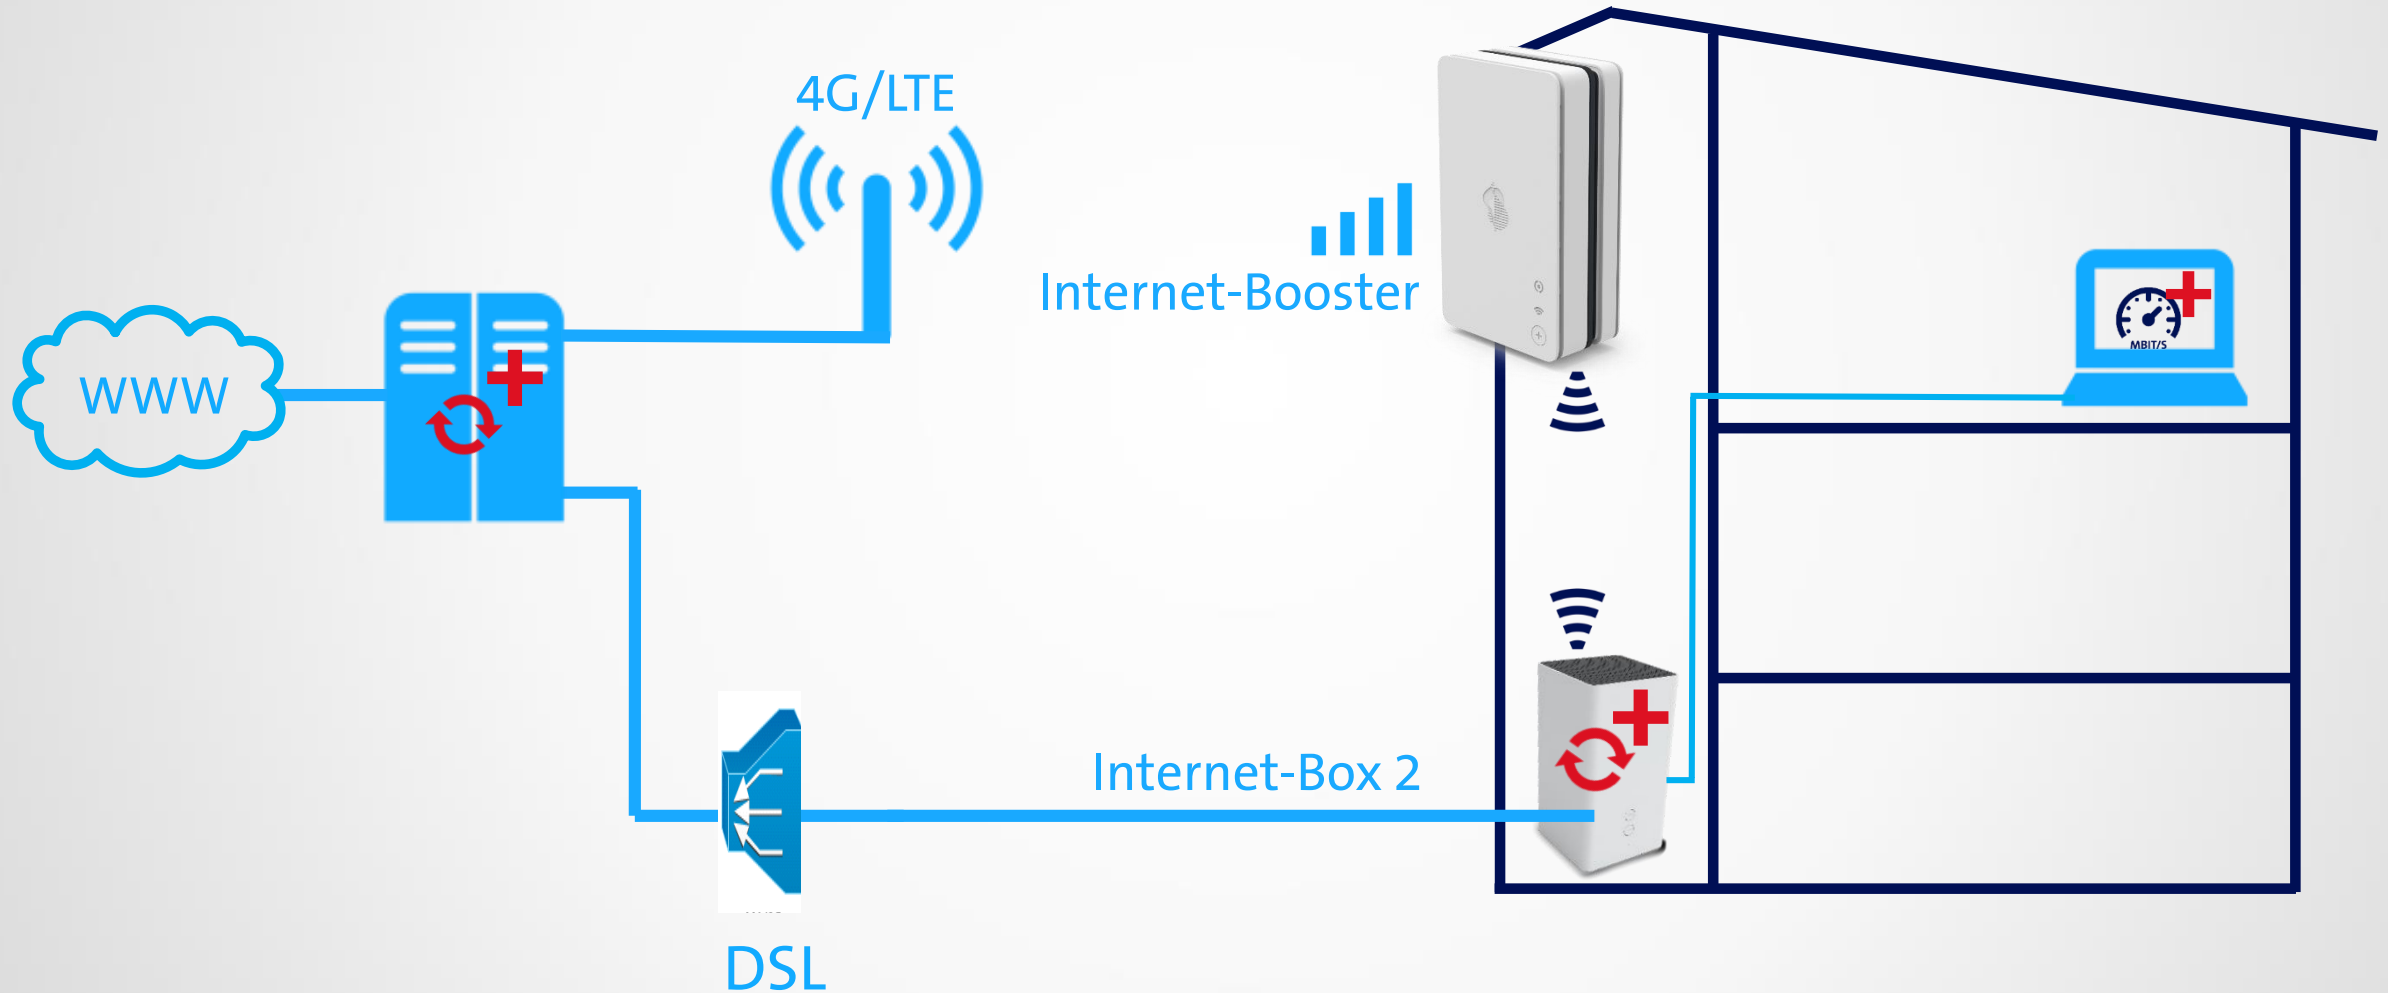 4G/LTE
Internet-Booster
WWW
MBIT/S
Internet-Box 2
DSL